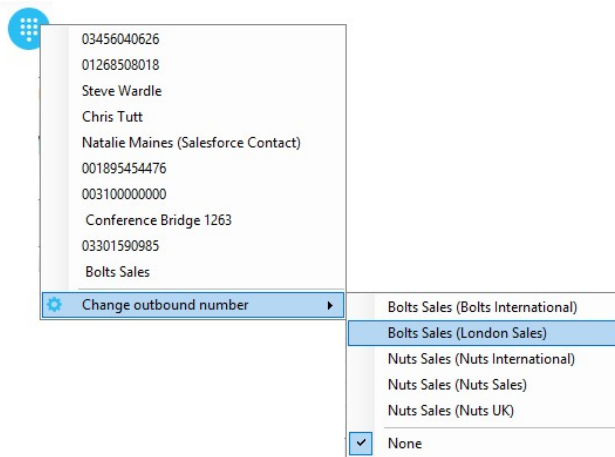 03456040626
01268508018
Steve Wardle
Chris Tutt
Natalie Maines (Salesforce Contact)
001895454476
003100000000
Conference Bridge 1263
03301590985
Bolts Sales
Change outbound number
Bolts Sales (Bolts International)
Bolts Sales (London Sales)
Nuts Sales (Nuts International)
Nuts Sales (Nuts Sales)
Nuts Sales (Nuts UK)
None